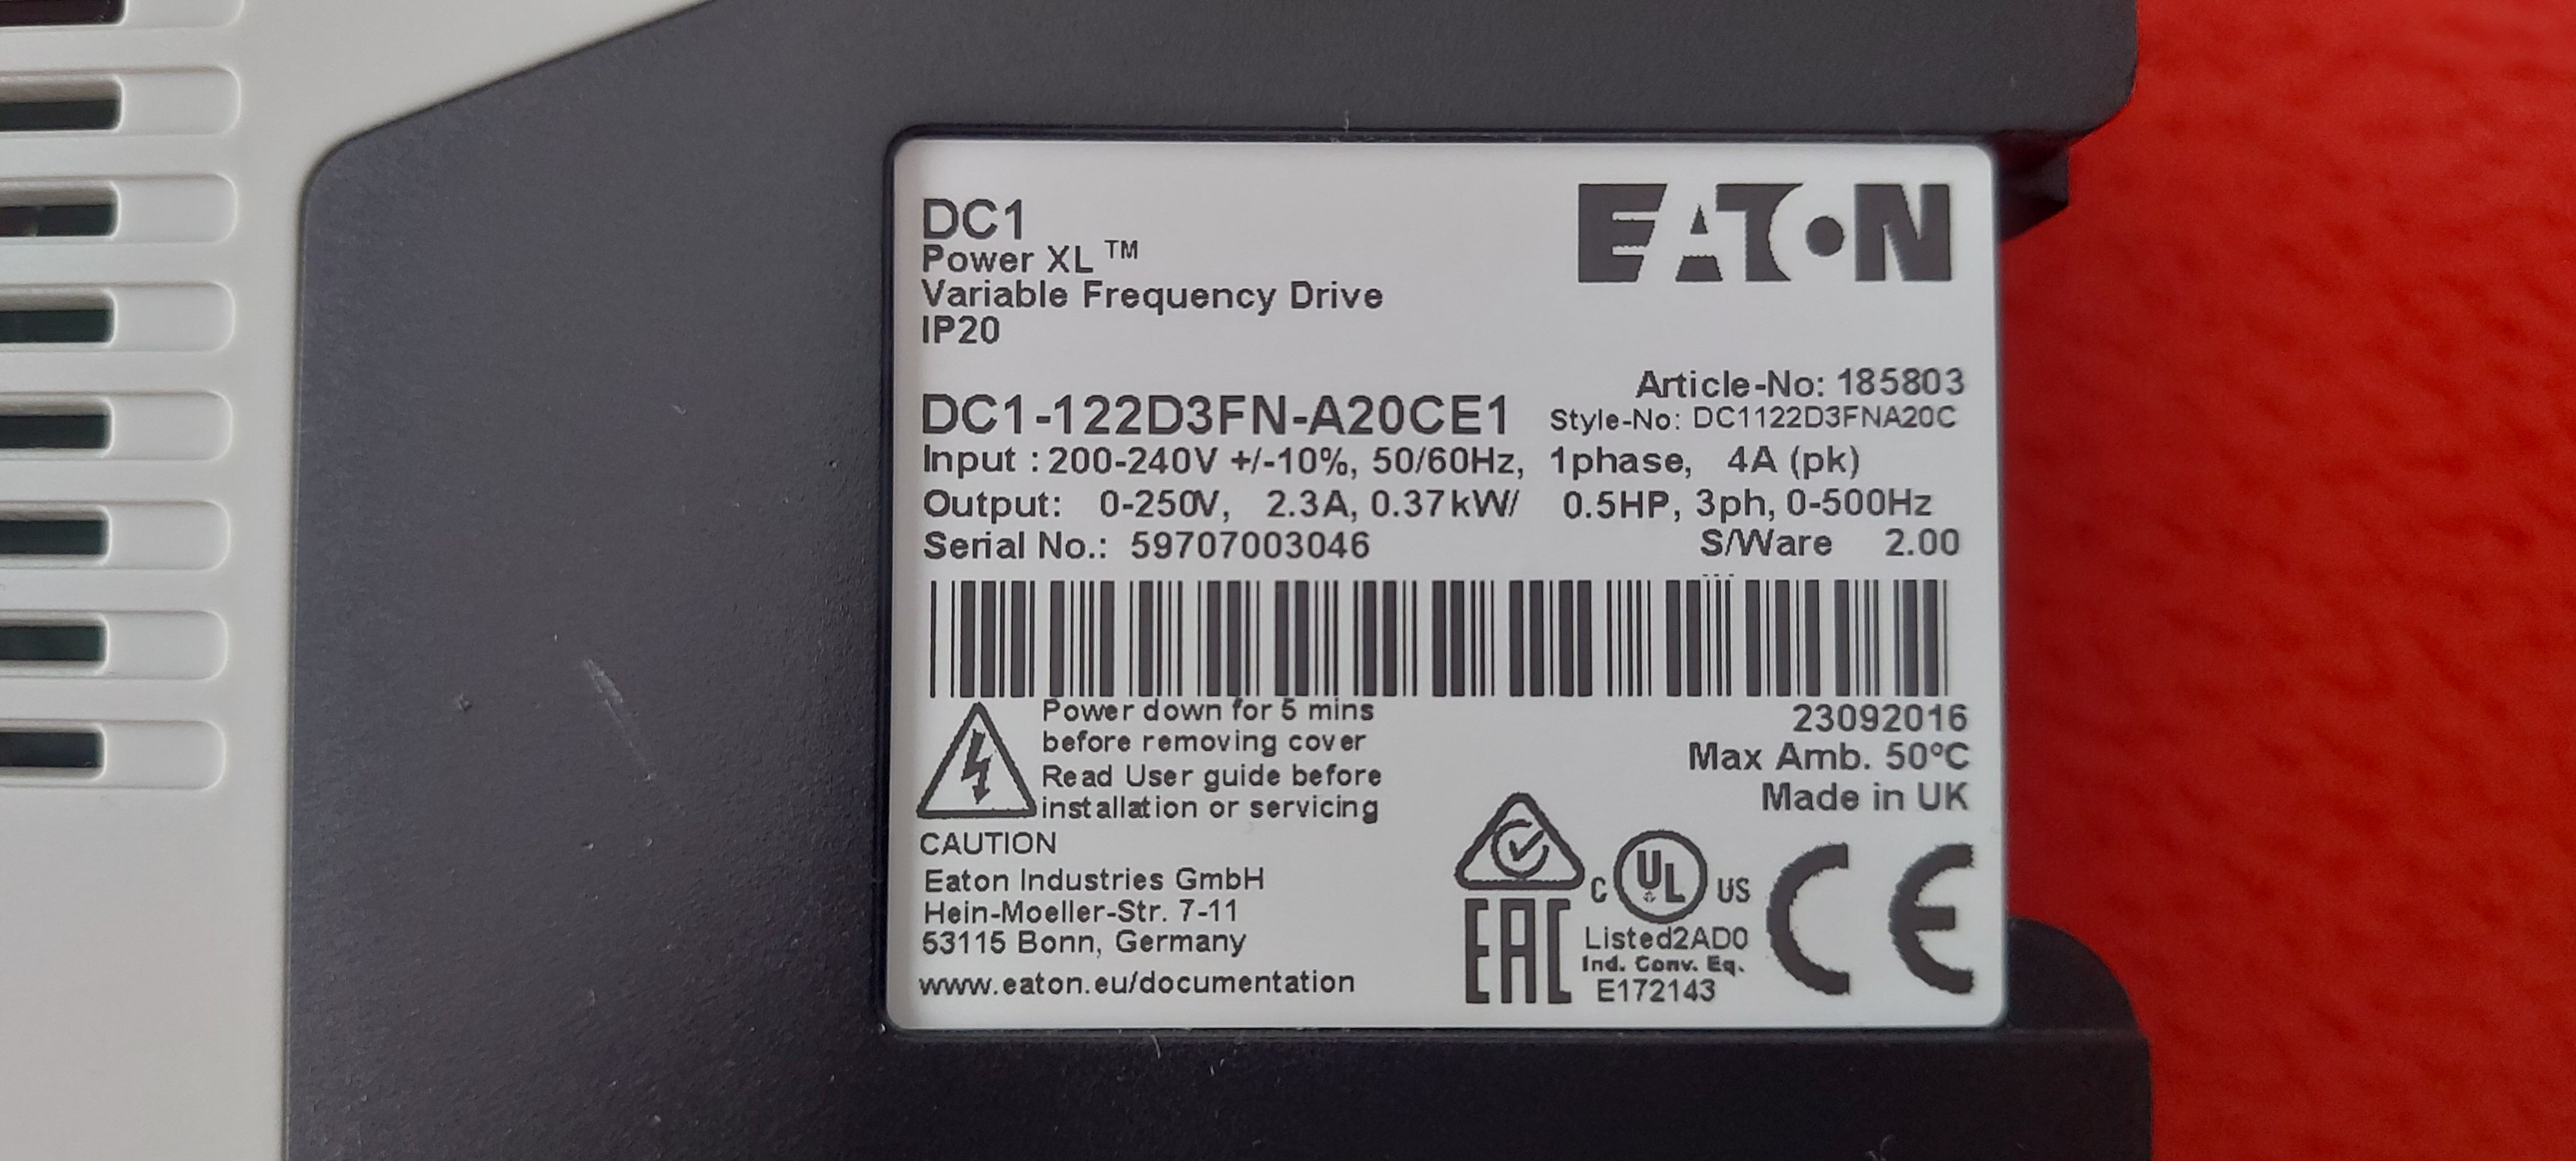 DC1
Power XL ™
Variable Frequency Drive
IP20
EATON
Article-No: 185803
DC1-122D3FN-A20CE1 Style-No: DC1122D3FNA20C
Input : 200-240V +/-10%, 50/60Hz, 1phase, 4A (pk)
Output: 0-250V, 2.3A, 0.37kW/ 0.5HP, 3ph, 0-500Hz
Serial No.: 59707003046 S/Ware 2.00
Power down for 5 mins
before removing cover
Read User guide before
installation or servicing
CAUTION
Eaton Industries GmbH
Hein-Moeller-Str. 7-11
53115 Bonn, Germany
www.eaton.eu/documentation
23092016
Max Amb. 50°C
Made in UK
C UL US
Listed2AD0
Ind. Conv. Eq.
E172143
EAC
CE